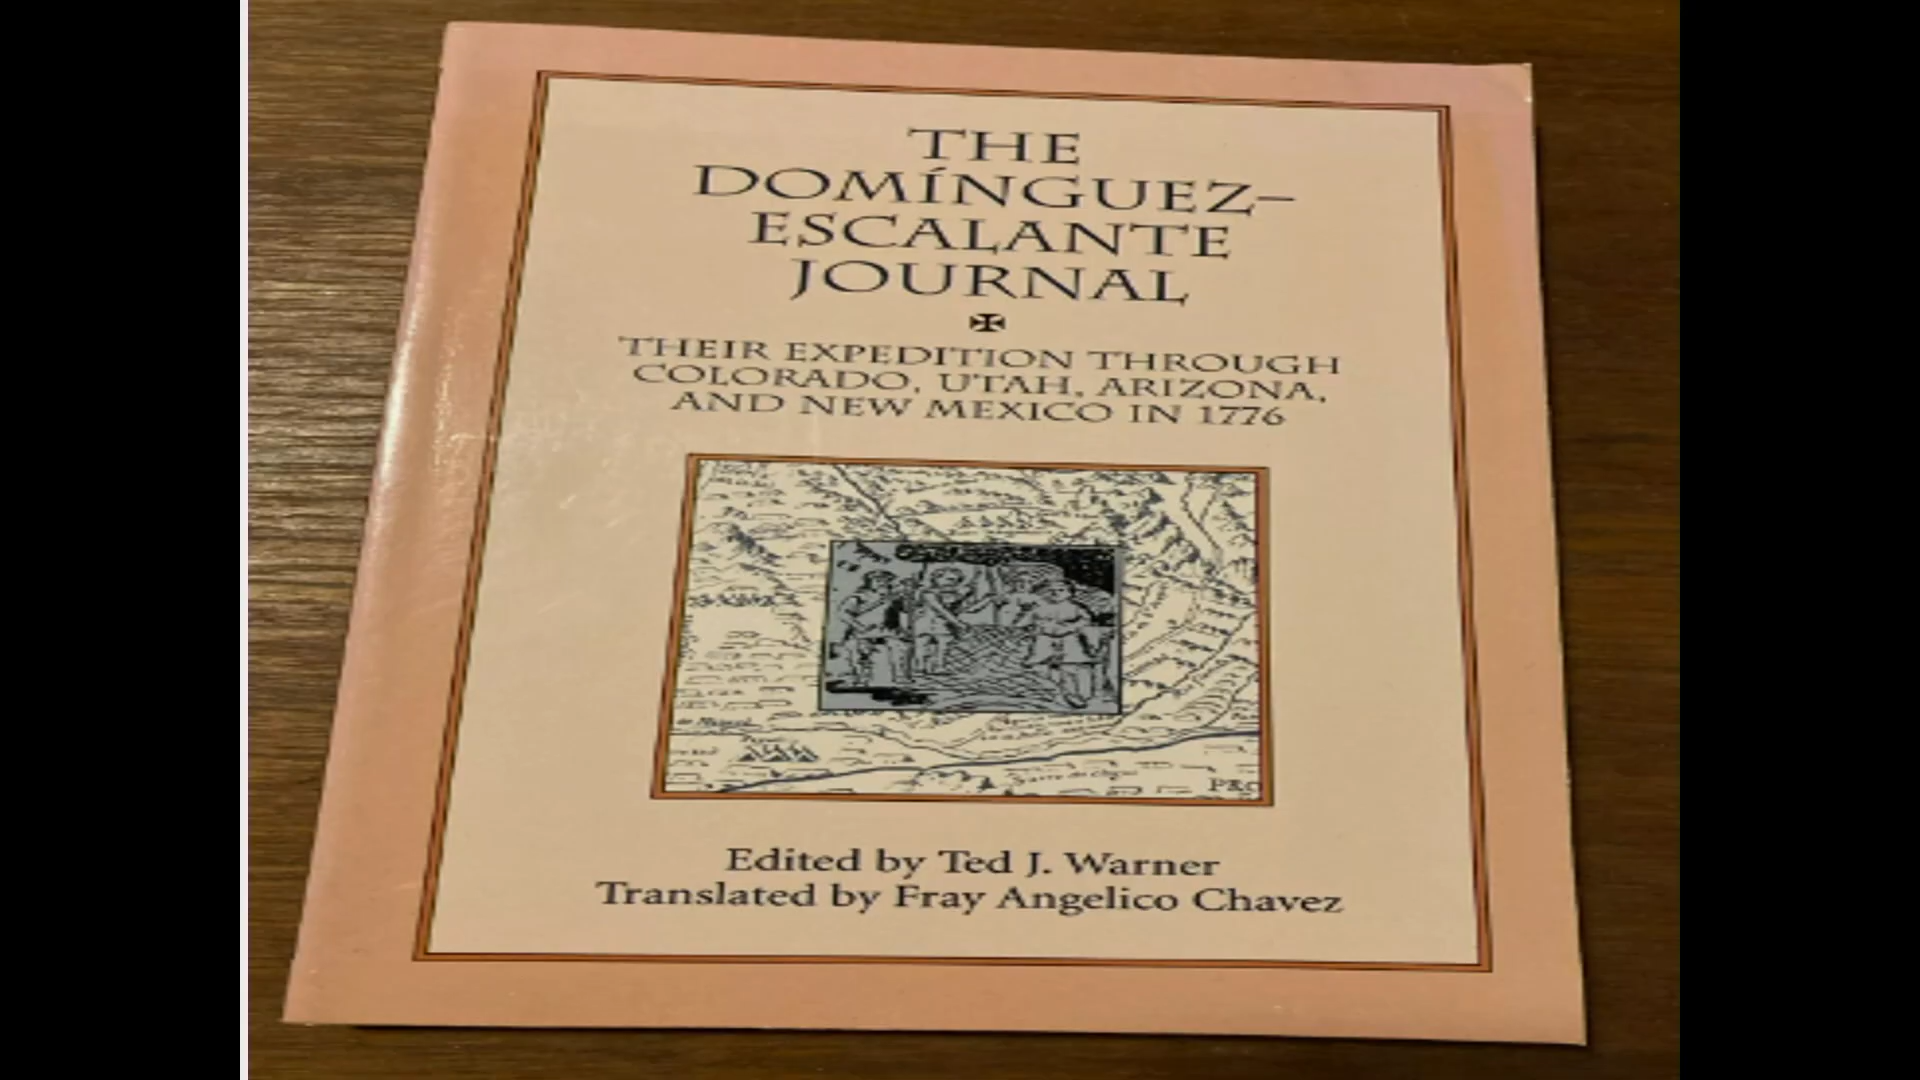 THE
DOMÍNGUEZ–
ESCALANTE
JOURNAL
THEIR EXPEDITION THROUGH
COLORADO, UTAH, ARIZONA,
AND NEW MEXICO IN 1776
PRO
Edited by Ted J. Warner
Translated by Fray Angelico Chavez